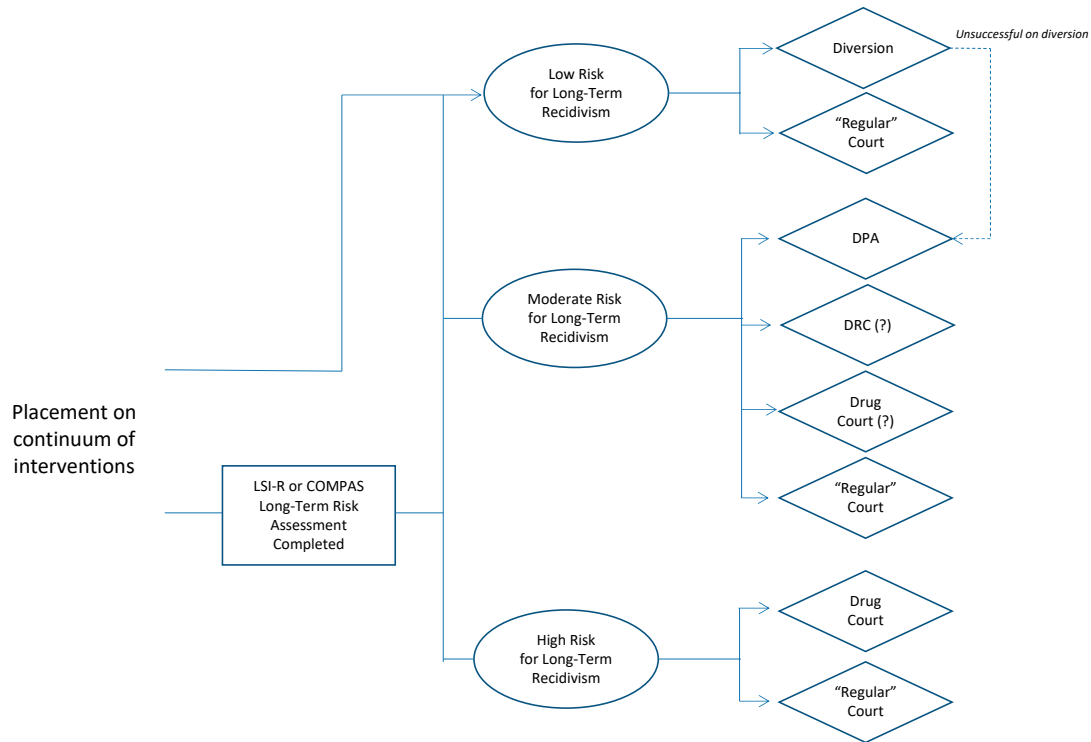 Unsuccessful on diversion
Placement on
continuum of
interventions
LSI-R or COMPAS
Long-Term Risk
Assessment
Completed
Low Risk
for Long-Term
Recidivism
Diversion
“Regular”
Court
Moderate Risk
for Long-Term
Recidivism
DPA
DRC (?)
Drug
Court (?)
“Regular”
Court
High Risk
for Long-Term
Recidivism
Drug
Court
“Regular”
Court